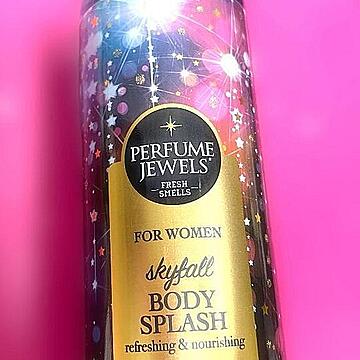 PERFUME
JEWELS®
FRESH
SMELLS
FOR WOMEN
skyfall
BODY
SPLASH
refreshing & nourishing